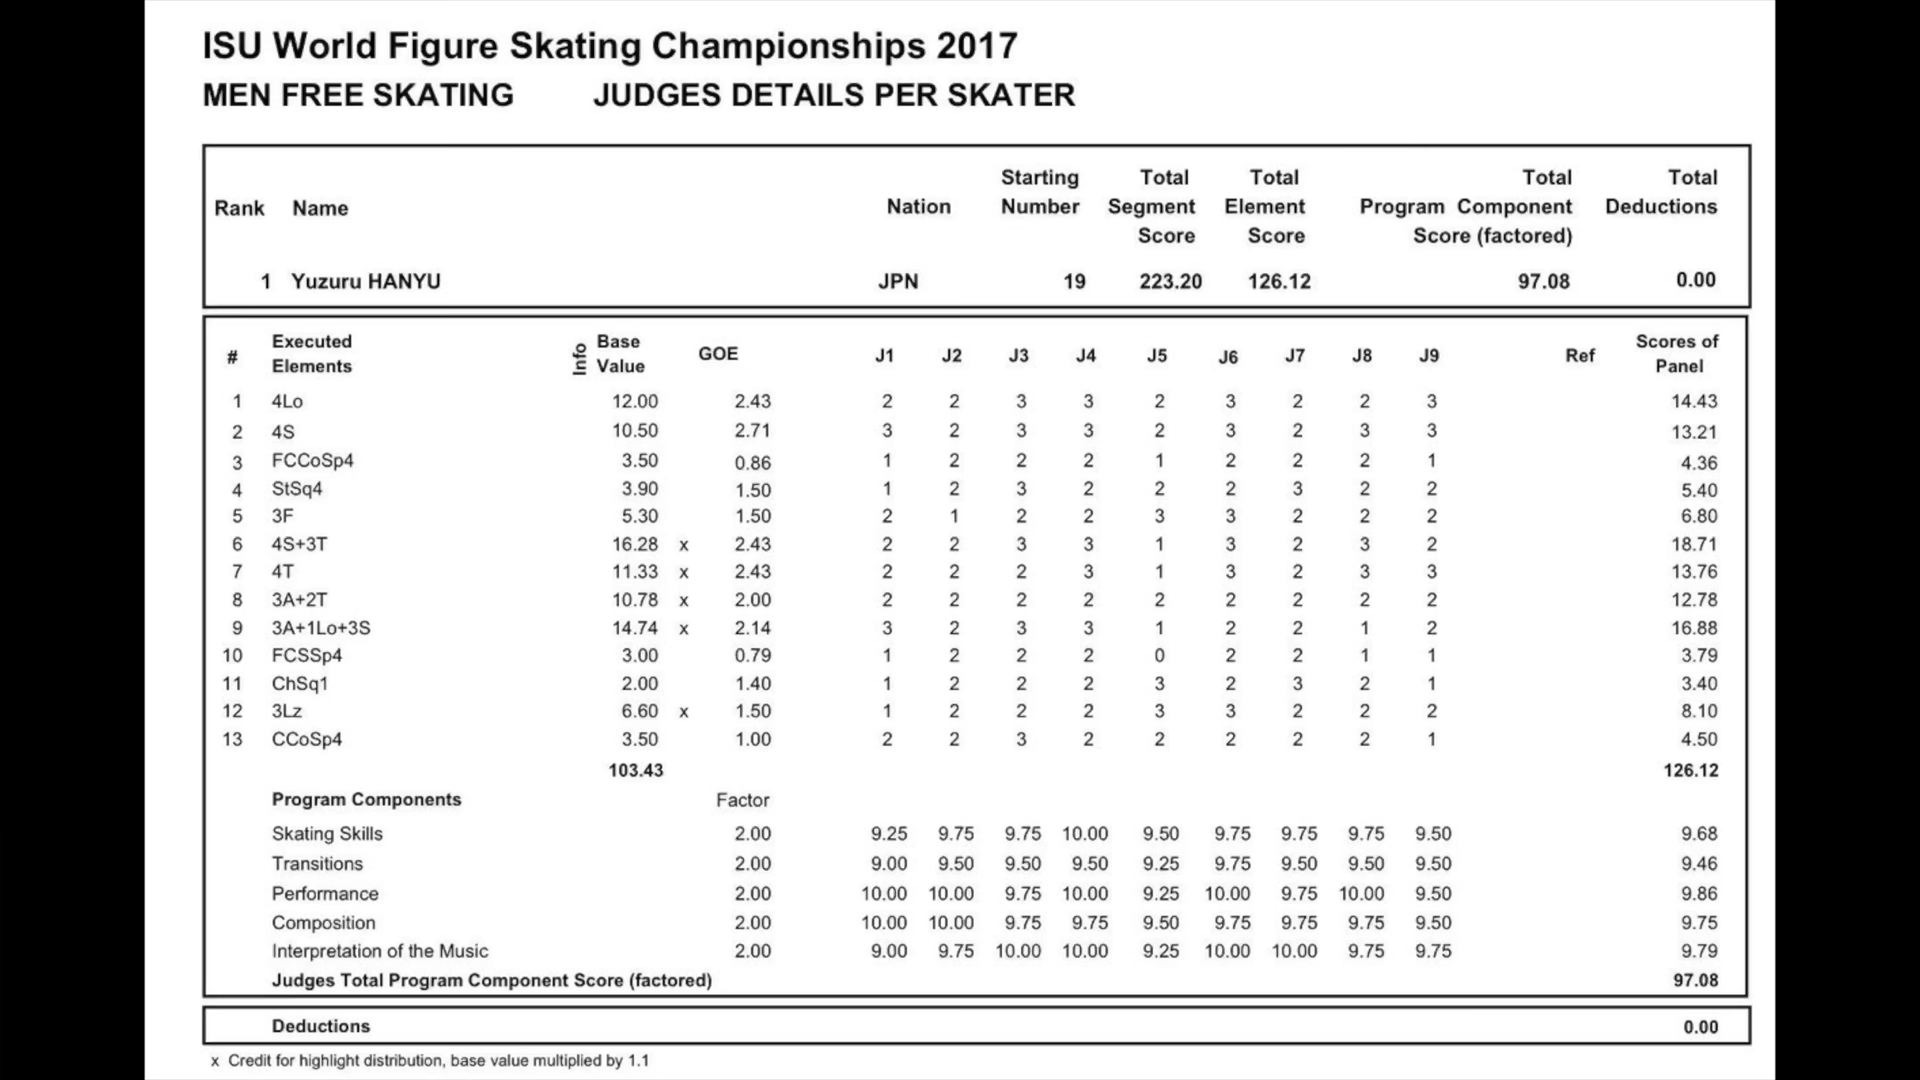 ISU World Figure Skating Championships 2017
MEN FREE SKATING JUDGES DETAILS PER SKATER
Rank Name Nation Starting Number Total Segment Score Total Element Score Total Program Component Score (factored) Total Deductions
1 Yuzuru HANYU JPN 19 223.20 126.12 97.08 0.00
# Executed Elements Info Base Value GOE J1 J2 J3 J4 J5 J6 J7 J8 J9 Ref Scores of Panel
1 4Lo 12.00 2.43 2 2 3 3 2 3 2 2 3 14.43
2 4S 10.50 2.71 3 2 3 3 2 3 2 3 3 13.21
3 FCCoSp4 3.50 0.86 1 2 2 2 1 2 2 2 1 4.36
4 StSq4 3.90 1.50 1 2 3 2 2 2 3 2 2 5.40
5 3F 5.30 1.50 2 1 2 2 3 3 2 2 2 6.80
6 4S+3T 16.28 x 2.43 2 2 3 3 1 3 2 3 2 18.71
7 4T 11.33 x 2.43 2 2 2 3 1 3 2 3 3 13.76
8 3A+2T 10.78 x 2.00 2 2 2 2 2 2 2 2 2 12.78
9 3A+1Lo+3S 14.74 x 2.14 3 2 3 3 1 2 2 1 2 16.88
10 FCSSp4 3.00 0.79 1 2 2 2 0 2 2 1 1 3.79
11 ChSq1 2.00 1.40 1 2 2 2 3 2 3 2 1 3.40
12 3Lz 6.60 x 1.50 1 2 2 2 3 3 2 2 2 8.10
13 CCoSp4 3.50 1.00 2 2 3 2 2 2 2 2 1 4.50
103.43 126.12
Program Components Factor
Skating Skills 2.00 9.25 9.75 9.75 10.00 9.50 9.75 9.75 9.75 9.50 9.68
Transitions 2.00 9.00 9.50 9.50 9.50 9.25 9.75 9.50 9.50 9.50 9.46
Performance 2.00 10.00 10.00 9.75 10.00 9.25 10.00 9.75 10.00 9.50 9.86
Composition 2.00 10.00 10.00 9.75 9.75 9.50 9.75 9.75 9.75 9.50 9.75
Interpretation of the Music 2.00 9.00 9.75 10.00 10.00 9.25 10.00 10.00 9.75 9.75 9.79
Judges Total Program Component Score (factored) 97.08
Deductions 0.00
x Credit for highlight distribution, base value multiplied by 1.1